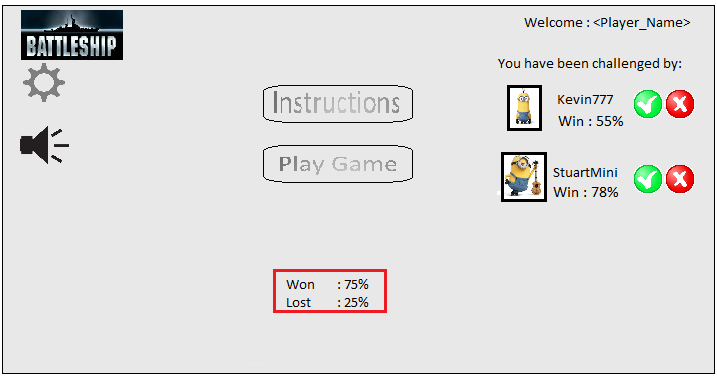 BATTLESHIP
Welcome : <Player_Name>
You have been challenged by:
Kevin777
Win : 55%
StuartMini
Win : 78%
Instructions
Play Game
Won : 75%
Lost : 25%